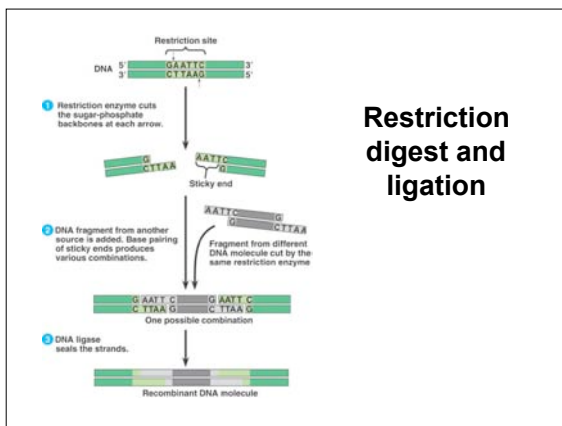 Restriction site
DNA 5' GAATTC 3'
3' CTTAAG 5'
1 Restriction enzyme cuts
the sugar-phosphate
backbones at each arrow.
G AATTC
CTTAA G
Sticky end
2 DNA fragment from another
source is added. Base pairing
of sticky ends produces
various combinations.
AATTC G
G CTTAA
Fragment from different
DNA molecule cut by the
same restriction enzyme
G AATT C G AATT C
C TTAA G C TTAA G
One possible combination
3 DNA ligase
seals the strands.
Recombinant DNA molecule
Restriction
digest and
ligation